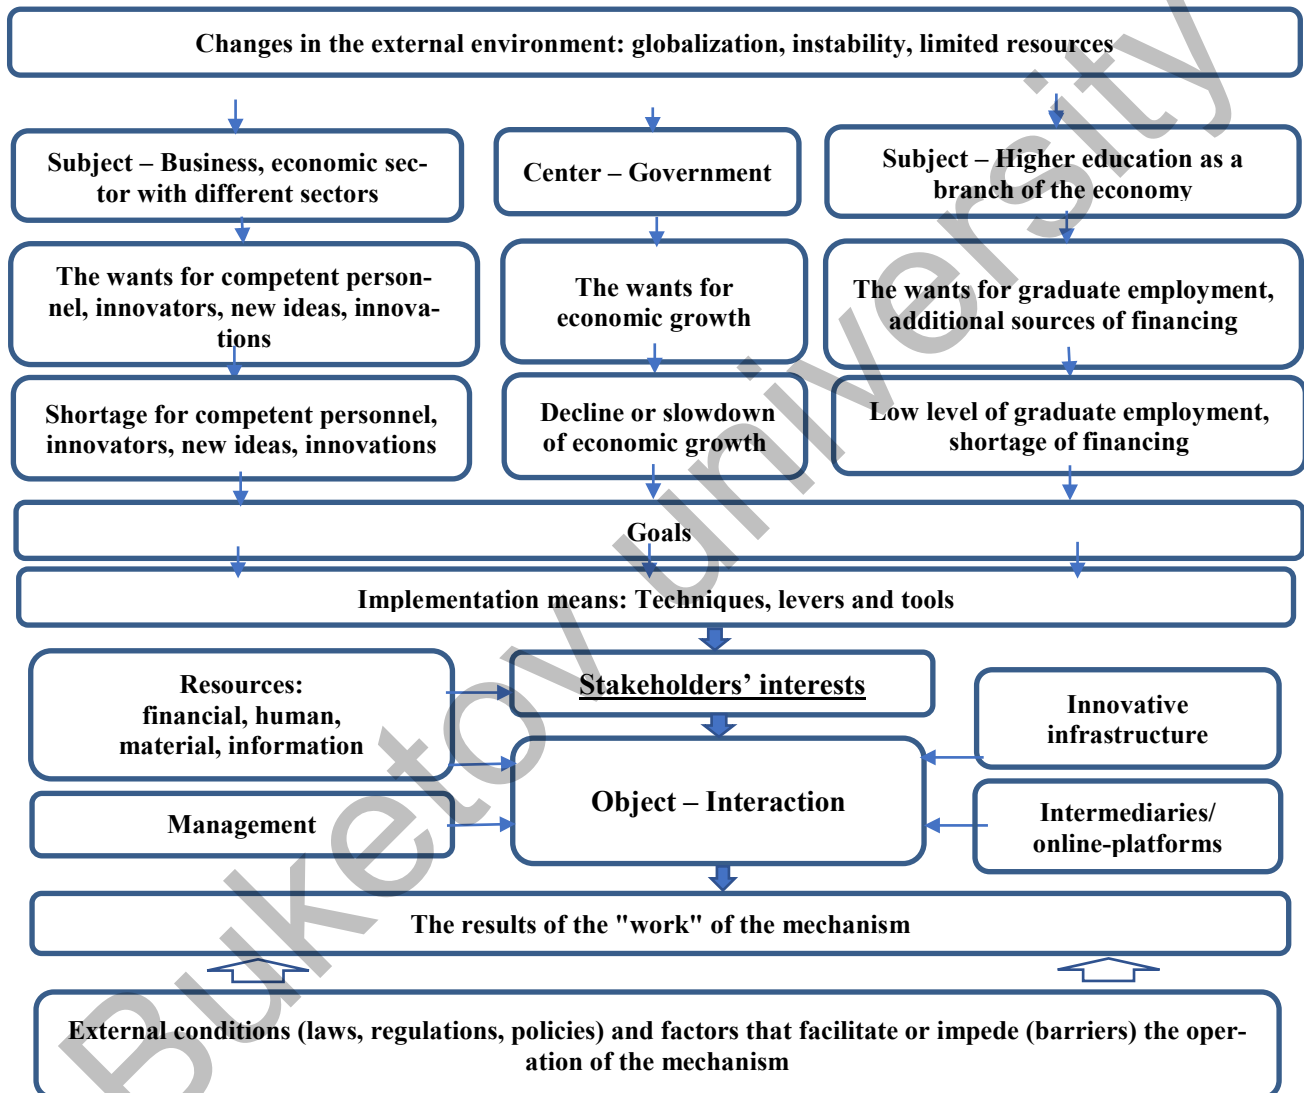 Changes in the external environment: globalization, instability, limited resources
Subject – Business, economic sec-
tor with different sectors
Center – Government
Subject – Higher education as a
branch of the economy
The wants for competent person-
nel, innovators, new ideas, innova-
tions
The wants for
economic growth
The wants for graduate employment,
additional sources of financing
Shortage for competent personnel,
innovators, new ideas, innovations
Decline or slowdown
of economic growth
Low level of graduate employment,
shortage of financing
Goals
Implementation means: Techniques, levers and tools
Resources:
financial, human,
material, information
Stakeholders’ interests
Innovative
infrastructure
Management
Object – Interaction
Intermediaries/
online-platforms
The results of the "work" of the mechanism
External conditions (laws, regulations, policies) and factors that facilitate or impede (barriers) the oper-
ation of the mechanism
Buketov university